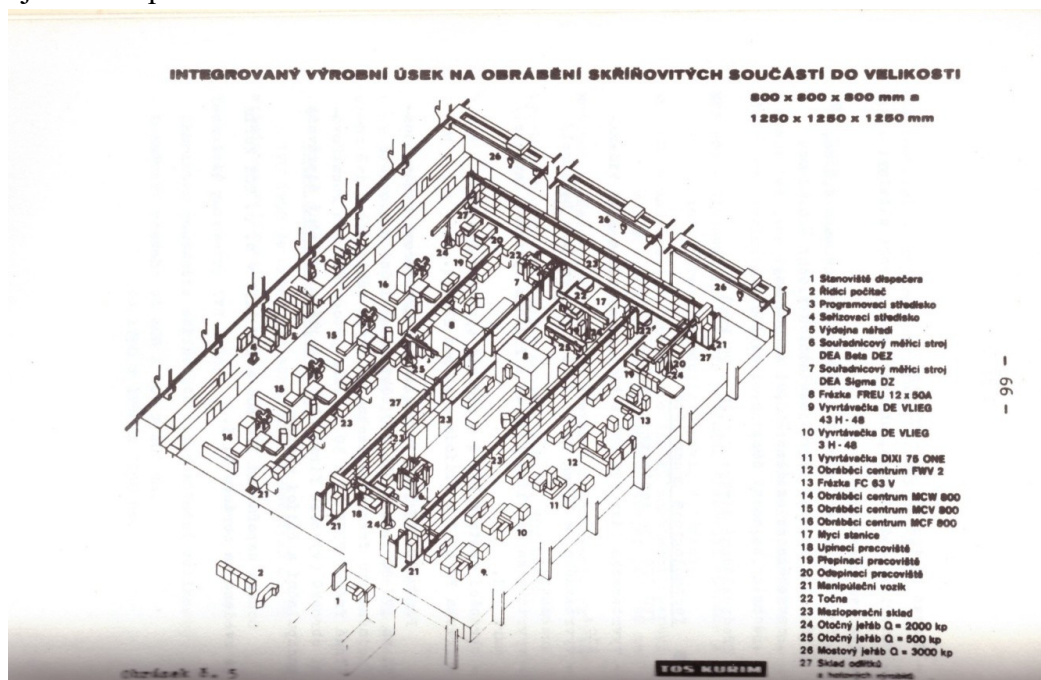 INTEGROVANÝ VÝROBNÍ ÚSEK NA OBRÁBĚNÍ SKŘÍŇOVITÝCH SOUČÁSTÍ DO VELIKOSTI
800 x 800 x 800 mm a
1250 x 1250 x 1250 mm
1 Stanoviště dispečera
2 Řídicí počítač
3 Programovací středisko
4 Seřizovací středisko
5 Výdejna nářadí
6 Souřadnicový měřicí stroj
DEA Beta DEZ
7 Souřadnicový měřicí stroj
DEA Sigma DZ
8 Frézka FREU 12 x 50A
9 Vyvrtávačka DE VLIEG
43 H - 48
10 Vyvrtávačka DE VLIEG
3 H - 48
11 Vyvrtávačka DIXI 75 ONE
12 Obráběcí centrum FWV 2
13 Frézka FC 63 V
14 Obráběcí centrum MCW 800
15 Obráběcí centrum MCV 800
16 Obráběcí centrum MCF 800
17 Mycí stanice
18 Upínací pracoviště
19 Přepínací pracoviště
20 Odepínací pracoviště
21 Manipulační vozík
22 Točna
23 Mezioperační sklad
24 Otočný jeřáb Q = 2000 kp
25 Otočný jeřáb Q = 500 kp
26 Mostový jeřáb Q = 3000 kp
27 Sklad odlitků
a hotových výrobků
- 66 -
TOS KUŘIM
Obrázek č. 5